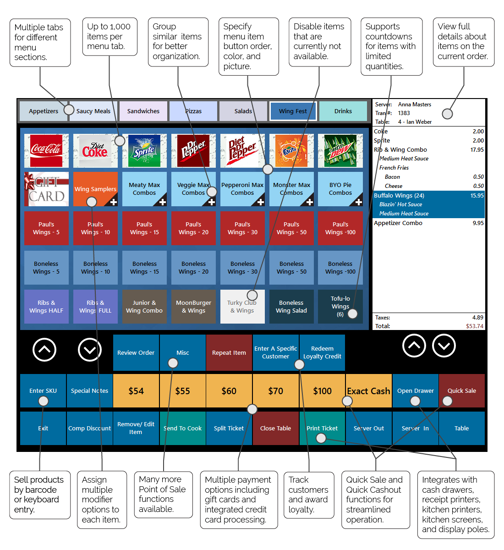 Multiple tabs
for different
menu
sections.
Up to 1,000
items per
menu tab.
Group
similar items
for better
organization.
Specify
menu item
button order,
color, and
picture.
Disable items
that are
currently not
available.
Supports
countdowns
for items with
limited
quantities.
View full
details about
items on the
current order.
Appetizers Saucy Meals Sandwiches Pizzas Salads Wing Fest Drinks
Server: Anna Masters
Tran#: 1383
Table: 4 - Ian Weber
Coke 2.00
Sprite 2.00
Rib & Wing Combo 17.95
Medium Heat Sauce
French Fries
Bacon 0.50
Cheese 0.50
Buffalo Wings (24) 15.95
Blazin' Hot Sauce
Medium Heat Sauce
Appetizer Combo 9.95
Taxes: 4.89
Total: $53.74
Coca-Cola Diet Coke Sprite Dr Pepper Diet Dr Pepper
GIFT CARD Wing Samplers Meaty Max Combos Veggie Max Combos Pepperoni Max Combos Monster Max Combos BYO Pie Combos
Paul's Wings - 5 Paul's Wings - 10 Paul's Wings - 15 Paul's Wings - 20 Paul's Wings - 30 Paul's Wings - 50 Paul's Wings -100
Boneless Wings - 5 Boneless Wings - 10 Boneless Wings - 15 Boneless Wings - 20 Boneless Wings - 30 Boneless Wings - 50 Boneless Wings -100
Ribs & Wings HALF Ribs & Wings FULL Junior & Wing Combo MoonBurger & Wings Turky Club & Wings Boneless Wing Salad Tofu-lo Wings (6)
Review Order Misc Repeat Item Enter A Specific Customer Redeem Loyalty Credit
Enter SKU Special Notes $54 $55 $60 $70 $100 Exact Cash Open Drawer Quick Sale
Exit Comp Discount Remove/ Edit Item Send To Cook Split Ticket Close Table Print Ticket Server Out Server In Table
Sell products
by barcode
or keyboard
entry.
Assign
multiple
modifier
options to
each item.
Many more
Point of Sale
functions
available.
Multiple payment
options including
gift cards and
integrated credit
card processing.
Track
customers
and award
loyalty.
Quick Sale and
Quick Cashout
functions for
streamlined
operation.
Integrates with
cash drawers,
receipt printers,
kitchen printers,
kitchen screens,
and display poles.